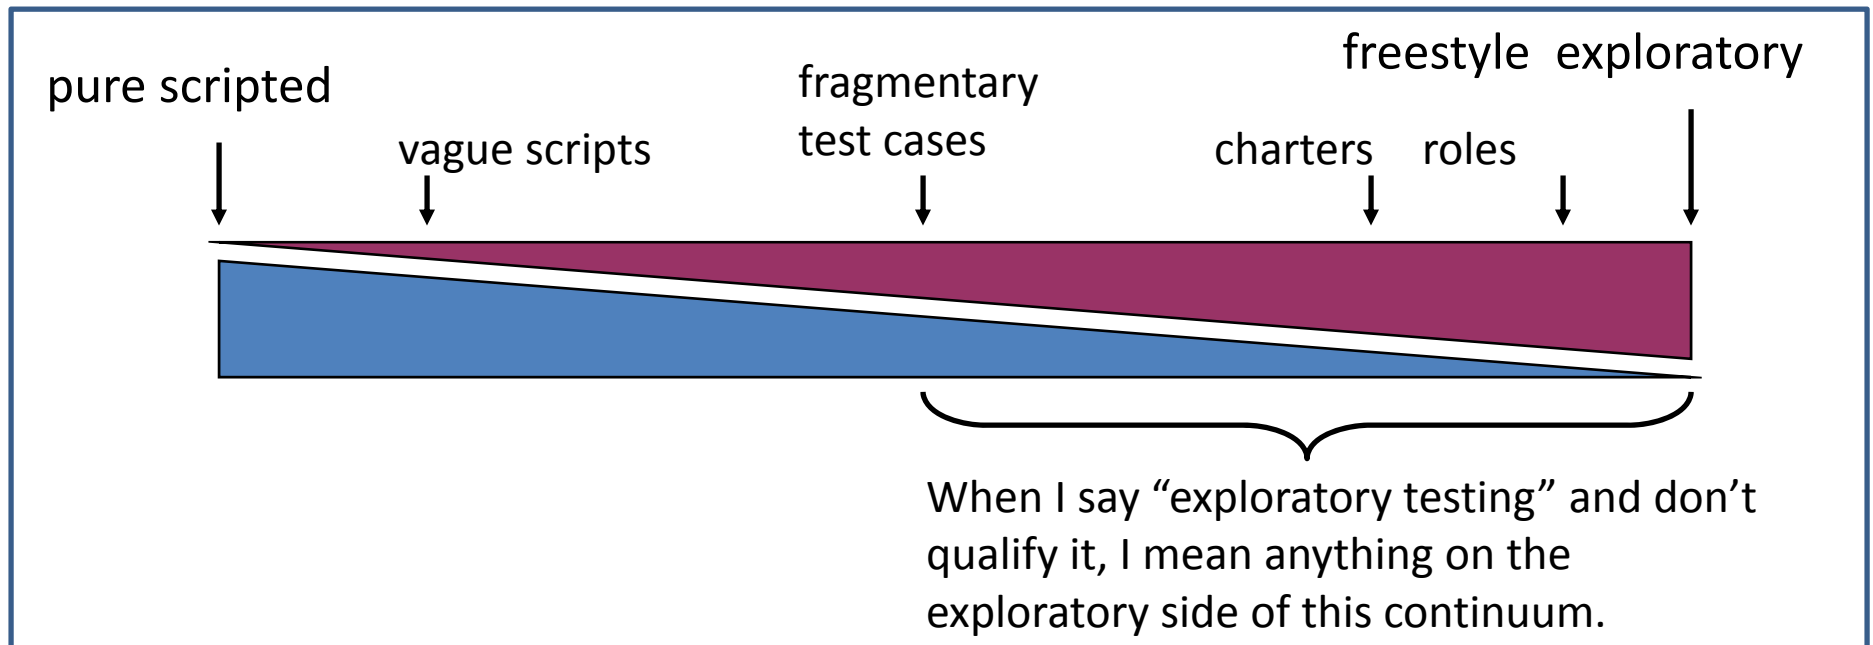 pure scripted
vague scripts
fragmentary
test cases
charters
roles
freestyle exploratory
When I say “exploratory testing” and don’t
qualify it, I mean anything on the
exploratory side of this continuum.